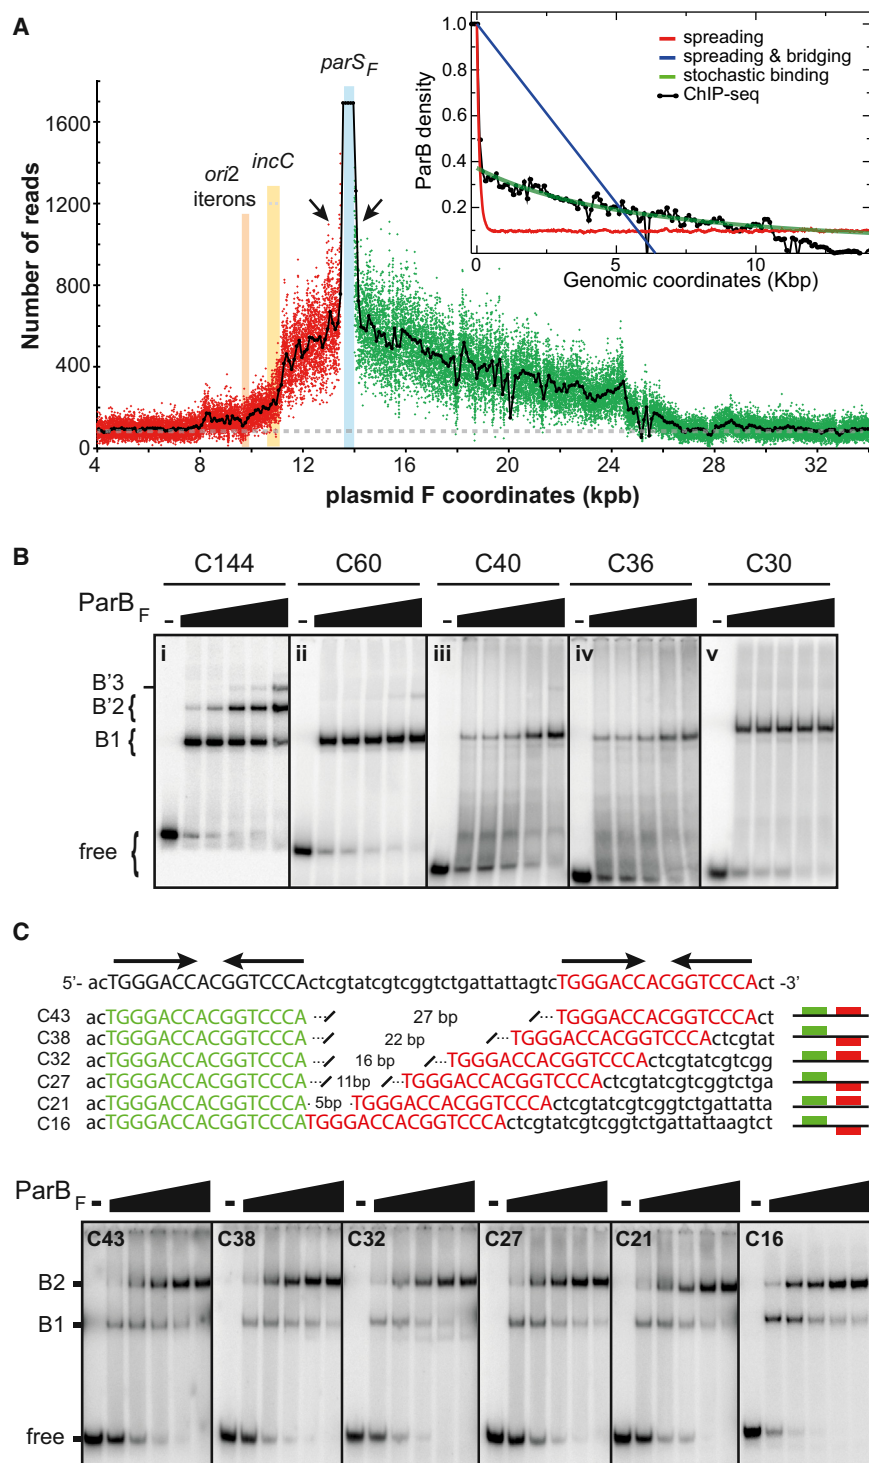 A
parS_F
incC
ori2
iterons
Number of reads
1600
1200
800
400
0
4 8 12 16 20 24 28 32
plasmid F coordinates (kpb)
ParB density
1.0
0.8
0.6
0.4
0.2
0 5 10
Genomic coordinates (Kbp)
spreading
spreading & bridging
stochastic binding
ChIP-seq
B
C144 C60 C40 C36 C30
ParB_F
- - - - -
i ii iii iv v
B'3
B'2
B1
free
C
5'- acTGGGACCACGGTCCCActcgtatcgtcggtctgattattagtctTGGGACCACGGTCCCAct -3'
C43 acTGGGACCACGGTCCCA 27 bp TGGGACCACGGTCCCAct
C38 acTGGGACCACGGTCCCA 22 bp TGGGACCACGGTCCCActcgtat
C32 acTGGGACCACGGTCCCA 16 bp TGGGACCACGGTCCCActcgtatcgtcgg
C27 acTGGGACCACGGTCCCA 11bp TGGGACCACGGTCCCActcgtatcgtcggtctga
C21 acTGGGACCACGGTCCCA 5bp TGGGACCACGGTCCCActcgtatcgtcggtctgattatta
C16 acTGGGACCACGGTCCCATGGGACCACGGTCCCActcgtatcgtcggtctgattattaagtct
ParB_F
- - - - - -
C43 C38 C32 C27 C21 C16
B2
B1
free